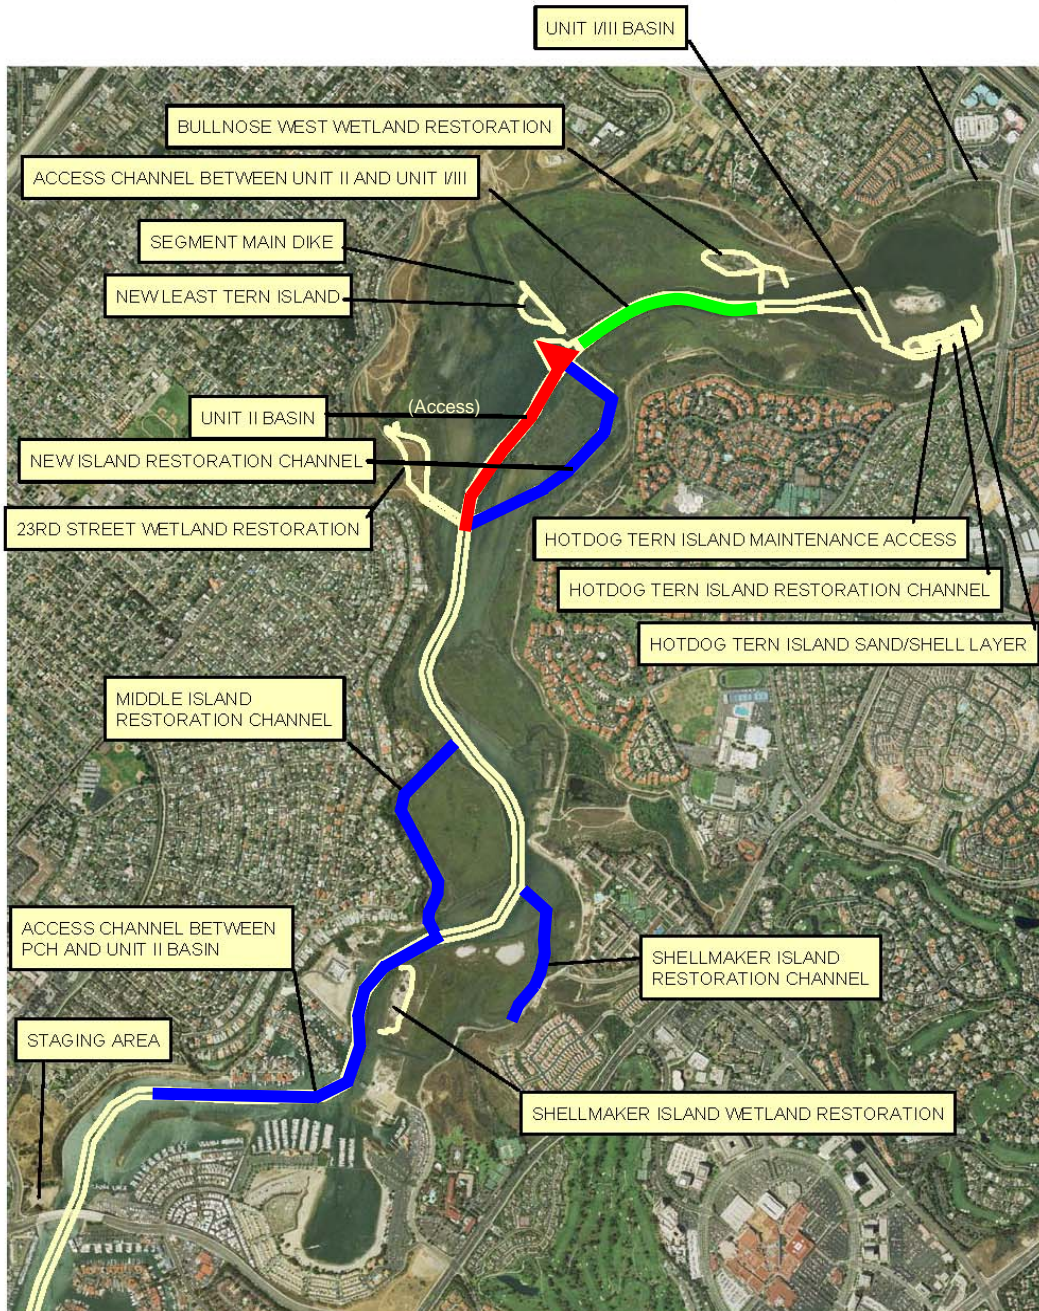 UNIT I/III BASIN
BULLNOSE WEST WETLAND RESTORATION
ACCESS CHANNEL BETWEEN UNIT II AND UNIT I/III
SEGMENT MAIN DIKE
NEW LEAST TERN ISLAND
UNIT II BASIN
(Access)
NEW ISLAND RESTORATION CHANNEL
23RD STREET WETLAND RESTORATION
HOTDOG TERN ISLAND MAINTENANCE ACCESS
HOTDOG TERN ISLAND RESTORATION CHANNEL
HOTDOG TERN ISLAND SAND/SHELL LAYER
MIDDLE ISLAND
RESTORATION CHANNEL
ACCESS CHANNEL BETWEEN
PCH AND UNIT II BASIN
SHELLMAKER ISLAND
RESTORATION CHANNEL
STAGING AREA
SHELLMAKER ISLAND WETLAND RESTORATION